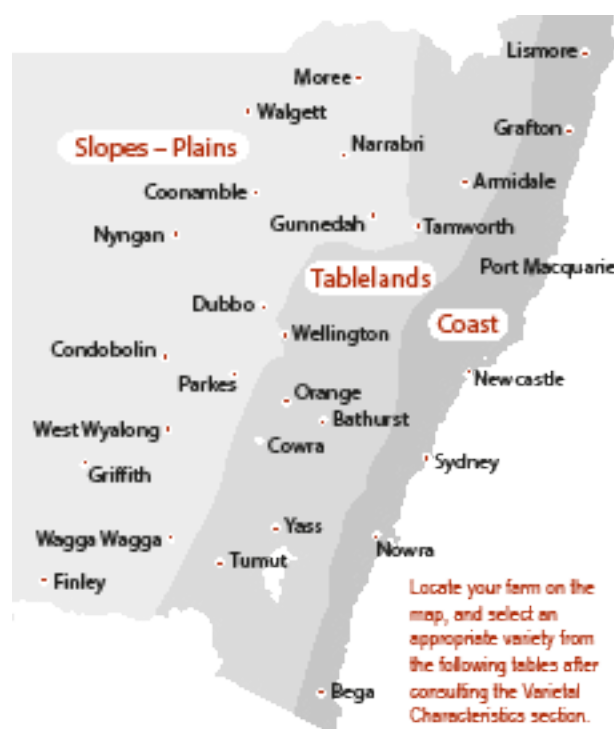 Lismore
Moree
Walgett
Grafton
Slopes – Plains
Narrabri
Armidale
Coonamble
Gunnedah
Tamworth
Nyngan
Port Macquarie
Tablelands
Dubbo
Coast
Wellington
Condobolin
Newcastle
Parkes
Orange
Bathurst
West Wyalong
Cowra
Sydney
Griffith
Yass
Wagga Wagga
Nowra
Tumut
Finley
Locate your farm on the
map, and select an
appropriate variety from
the following tables after
consulting the Varietal
Characteristics section.
Bega